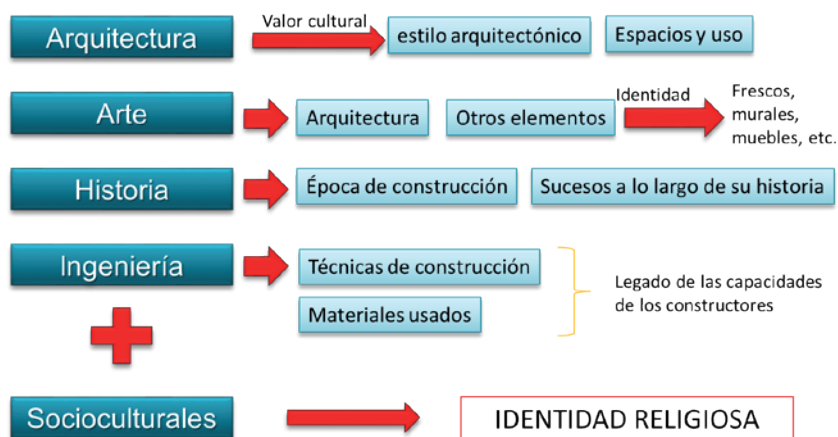 Arquitectura
Valor cultural
estilo arquitectónico
Espacios y uso
Arte
Arquitectura
Otros elementos
Identidad
Frescos,
murales,
muebles, etc.
Historia
Época de construcción
Sucesos a lo largo de su historia
Ingeniería
Técnicas de construcción
Materiales usados
Legado de las capacidades
de los constructores
Socioculturales
IDENTIDAD RELIGIOSA